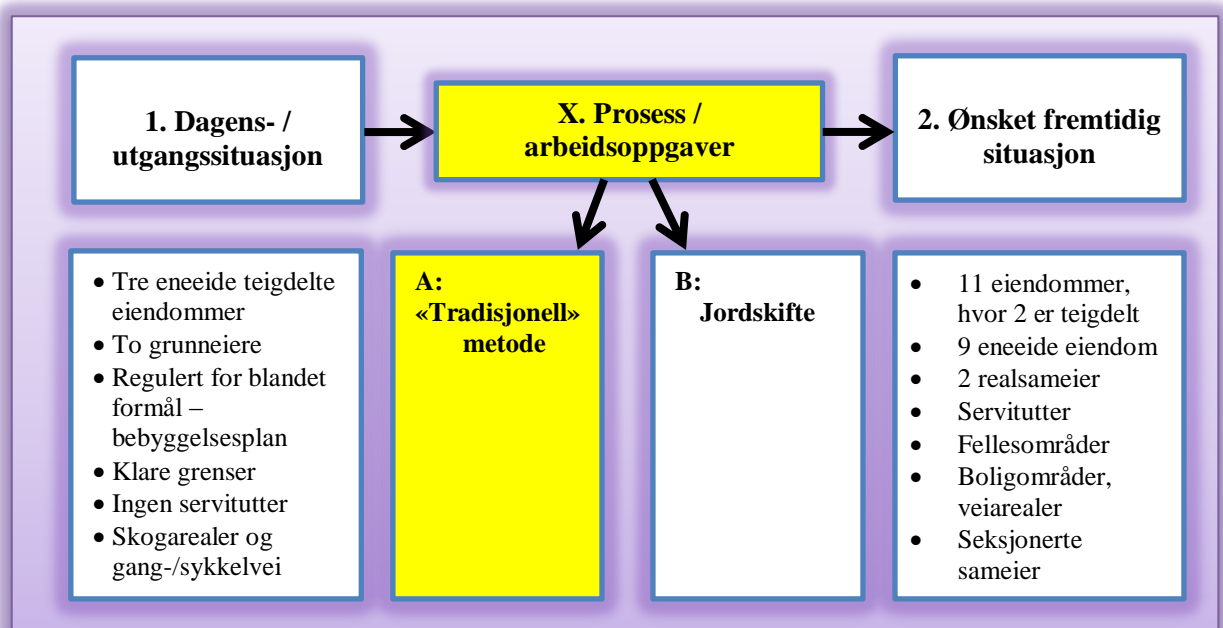 1. Dagens- /
utgangssituasjon
X. Prosess /
arbeidsoppgaver
2. Ønsket fremtidig
situasjon
• Tre eneeide teigdelte
eiendommer
• To grunneiere
• Regulert for blandet
formål –
bebyggelsesplan
• Klare grenser
• Ingen servitutter
• Skogarealer og
gang-/sykkelvei
A:
«Tradisjonell»
metode
B:
Jordskifte
• 11 eiendommer,
hvor 2 er teigdelt
• 9 eneeide eiendom
• 2 realsameier
• Servitutter
• Fellesområder
• Boligområder,
veiarealer
• Seksjonerte
sameier